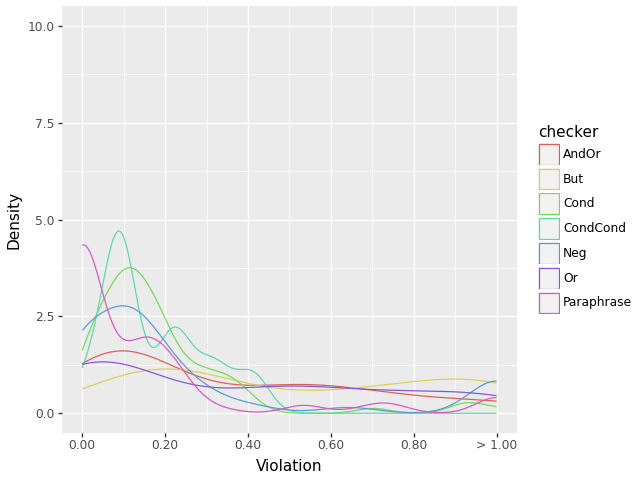 10.0
7.5
5.0
2.5
0.0
Density
0.00
0.20
0.40
0.60
0.80
> 1.00
Violation
checker
AndOr
But
Cond
CondCond
Neg
Or
Paraphrase